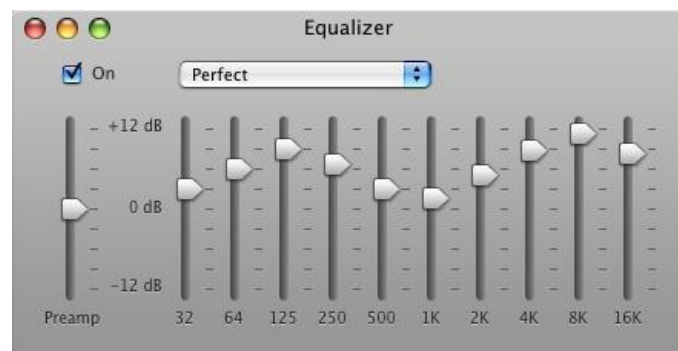 Equalizer
On Perfect
+12 dB
0 dB
-12 dB
Preamp 32 64 125 250 500 1K 2K 4K 8K 16K